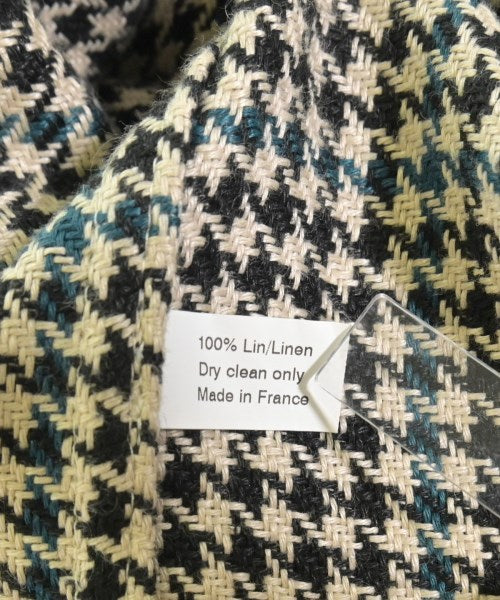 100% Lin/Linen
Dry clean only
Made in France